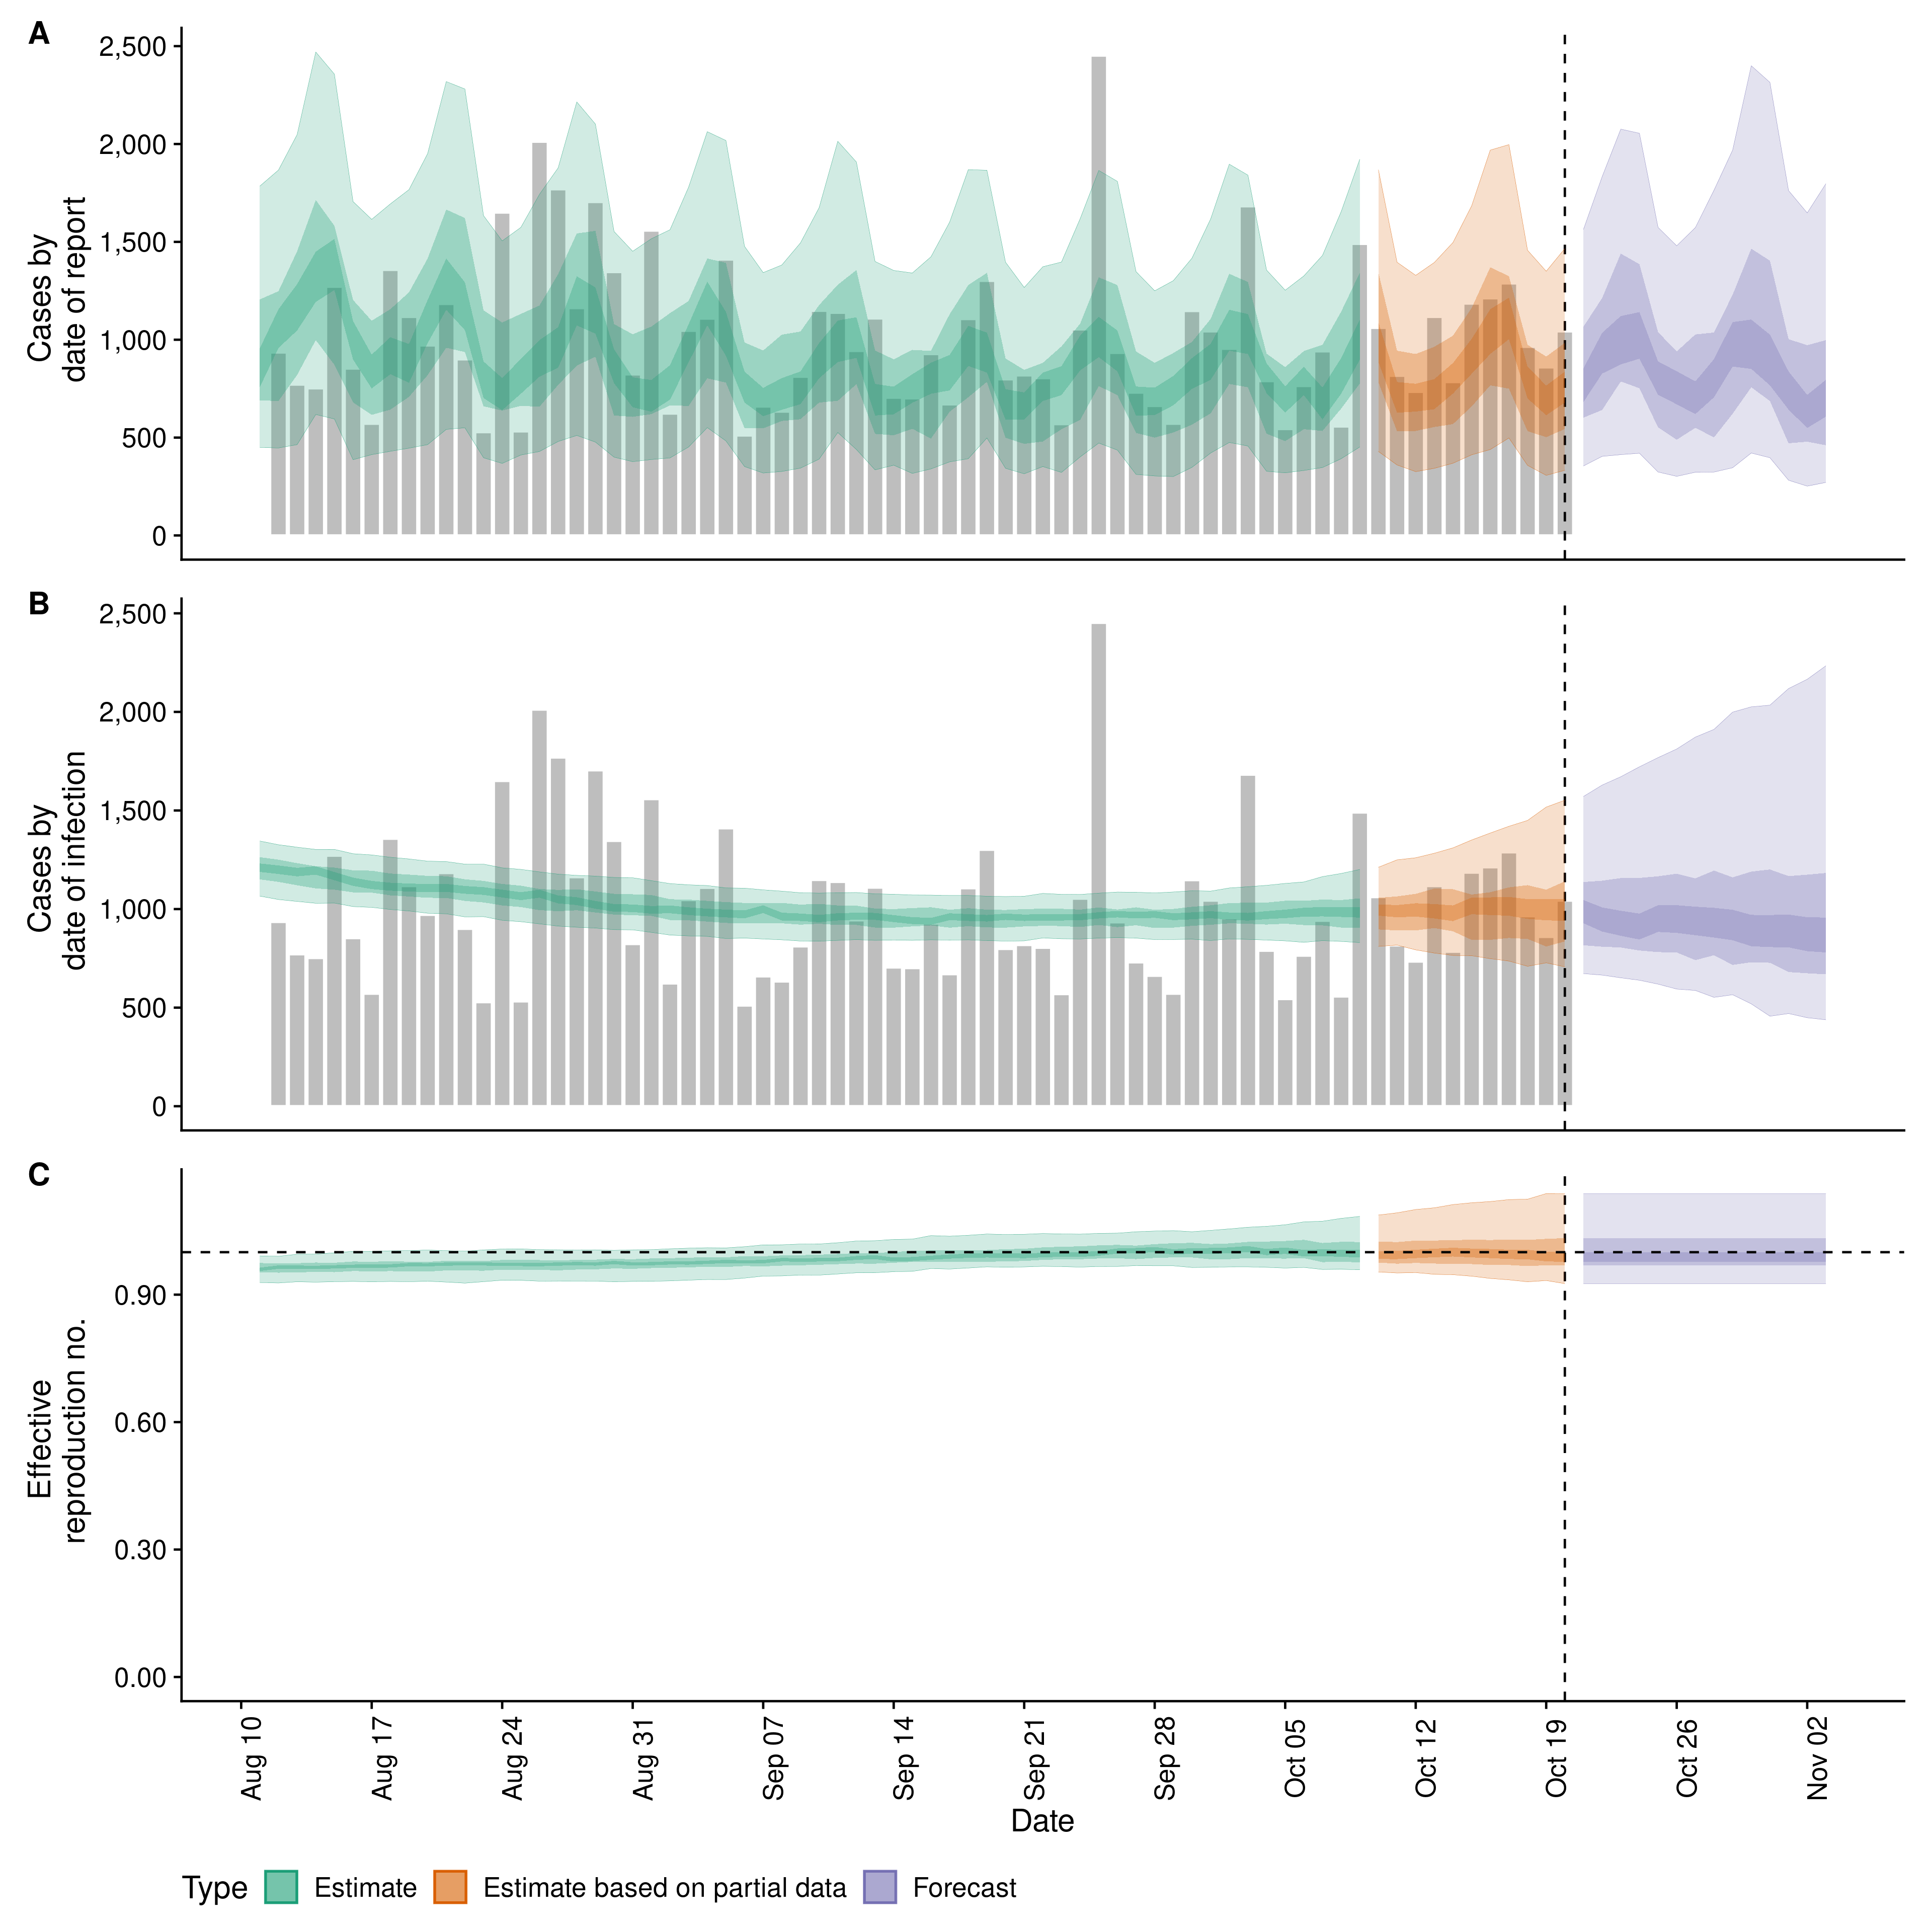 A
Cases by
date of report
2,500
2,000
1,500
1,000
500
0
B
Cases by
date of infection
2,500
2,000
1,500
1,000
500
0
C
Effective
reproduction no.
0.90
0.60
0.30
0.00
Aug 10
Aug 17
Aug 24
Aug 31
Sep 07
Sep 14
Sep 21
Sep 28
Oct 05
Oct 12
Oct 19
Oct 26
Nov 02
Date
Type Estimate Estimate based on partial data Forecast